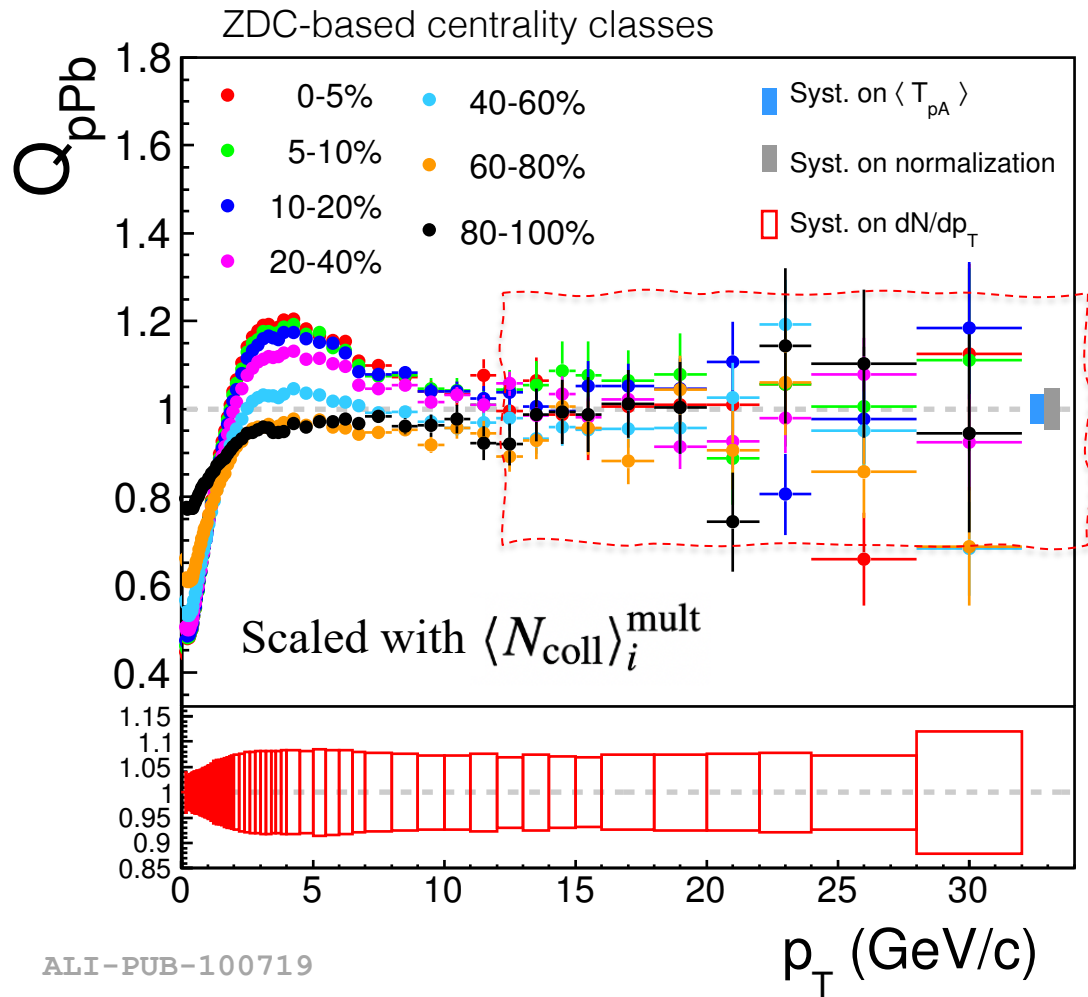 ZDC-based centrality classes
Q_pPb
1.8
1.6
1.4
1.2
1
0.8
0.6
0.4
0-5%
5-10%
10-20%
20-40%
40-60%
60-80%
80-100%
Syst. on ⟨ T_pA ⟩
Syst. on normalization
Syst. on dN/dp_T
Scaled with ⟨N_coll⟩_i^mult
1.15
1.1
1.05
1
0.95
0.9
0.85
0 5 10 15 20 25 30
p_T (GeV/c)
ALI-PUB-100719